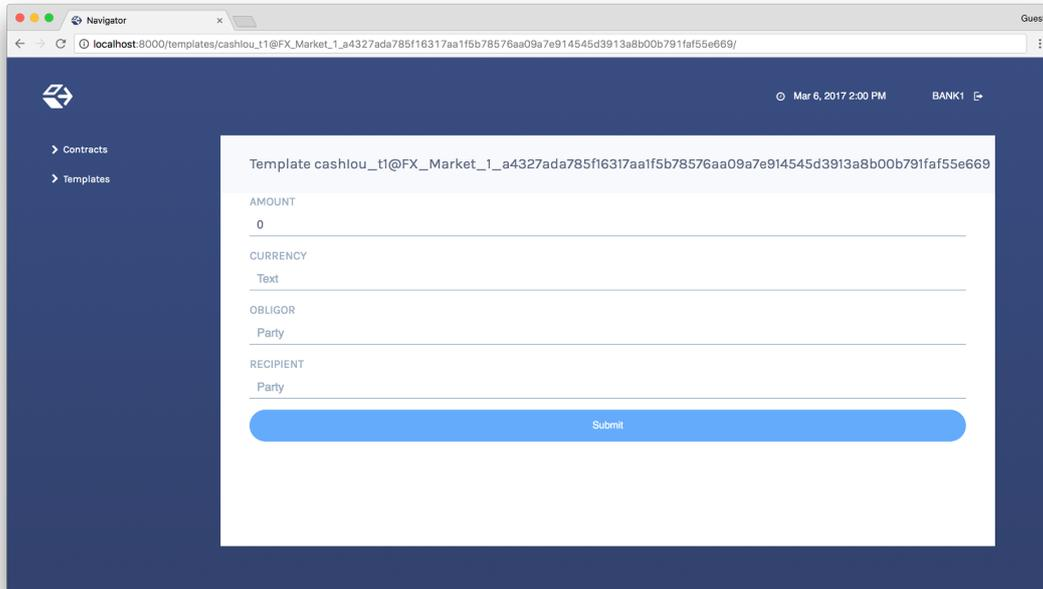 Navigator
Guest
localhost:8000/templates/cashIou_t1@FX_Market_1_a4327ada785f16317aa1f5b78576aa09a7e914545d3913a8b00b791faf55e669/
Mar 6, 2017 2:00 PM
BANK1
Contracts
Templates
Template cashIou_t1@FX_Market_1_a4327ada785f16317aa1f5b78576aa09a7e914545d3913a8b00b791faf55e669
AMOUNT
0
CURRENCY
Text
OBLIGOR
Party
RECIPIENT
Party
Submit